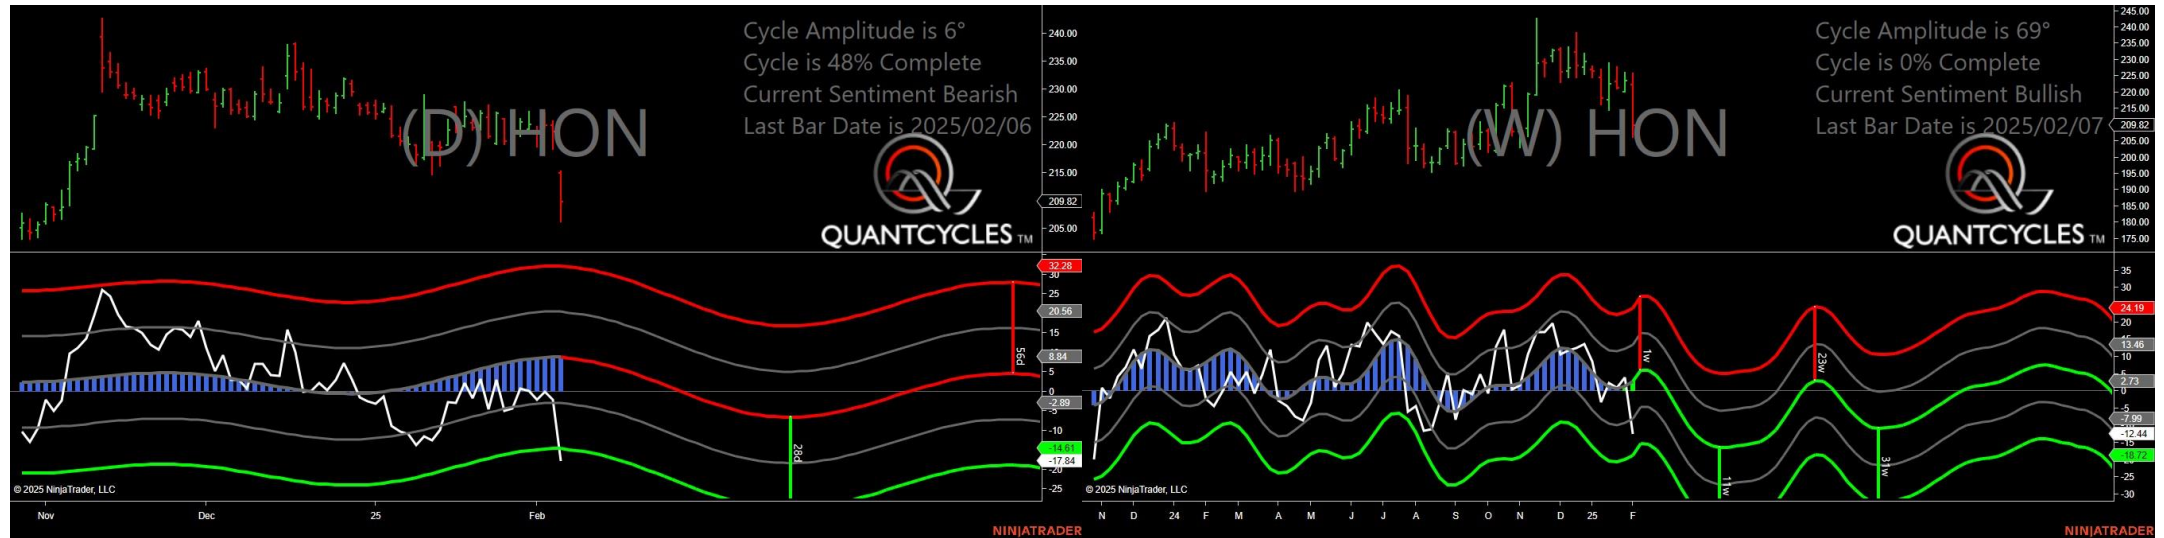 Cycle Amplitude is 6°
Cycle is 48% Complete
Current Sentiment Bearish
Last Bar Date is 2025/02/06
(D) HON
QUANTCYCLES TM
240.00
235.00
230.00
225.00
220.00
215.00
209.82
205.00
32.28
30
25
20.56
15
8.84
5
0
-2.89
-5
-10
-14.61
-17.84
-20
-25
56d
28d
© 2025 NinjaTrader, LLC
Nov Dec 25 Feb
NINJATRADER
Cycle Amplitude is 69°
Cycle is 0% Complete
Current Sentiment Bullish
Last Bar Date is 2025/02/07
(W) HON
QUANTCYCLES TM
245.00
240.00
235.00
230.00
225.00
220.00
215.00
209.82
205.00
200.00
195.00
190.00
185.00
180.00
175.00
35
30
24.19
20
13.46
10
5
2.73
0
-5
-7.99
-12.44
-15
-18.72
-25
-30
1w
23w
11w
31w
© 2025 NinjaTrader, LLC
N D 24 F M A M J J A S O N D 25 F
NINJATRADER